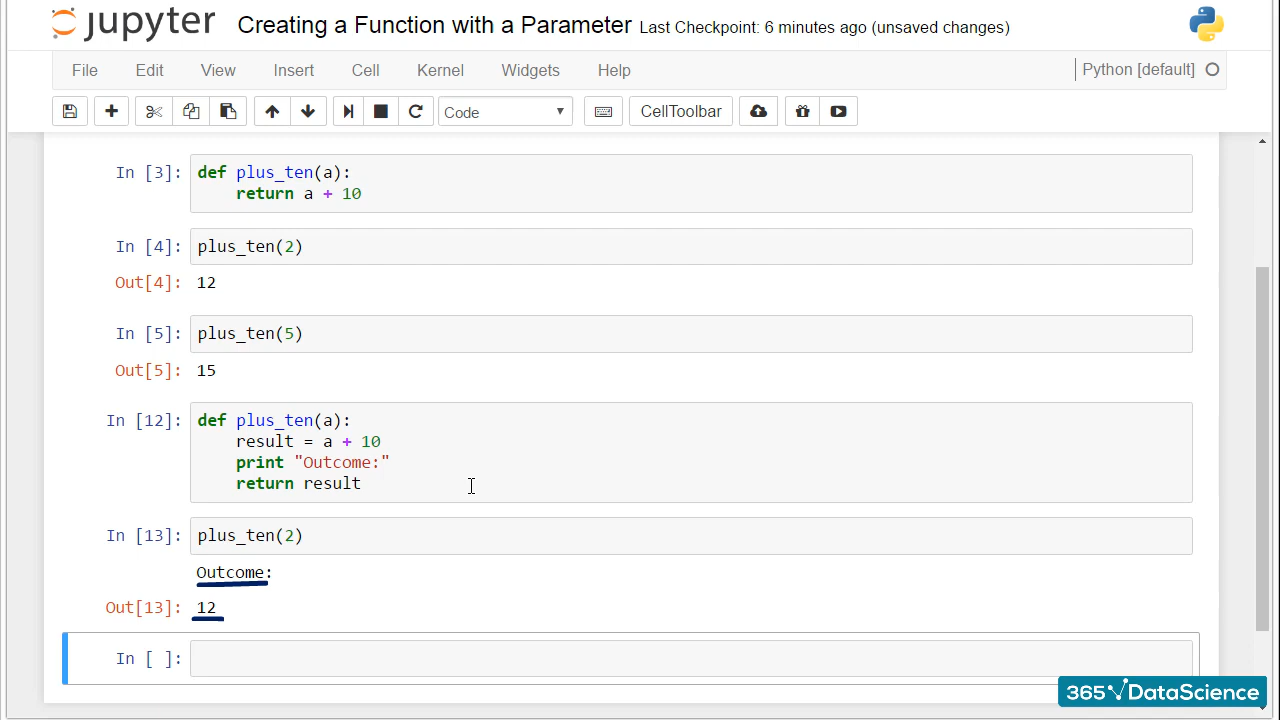 jupyter Creating a Function with a Parameter Last Checkpoint: 6 minutes ago (unsaved changes)
File Edit View Insert Cell Kernel Widgets Help Python [default]
Code CellToolbar
In [3]: def plus_ten(a):
    return a + 10
In [4]: plus_ten(2)
Out[4]: 12
In [5]: plus_ten(5)
Out[5]: 15
In [12]: def plus_ten(a):
    result = a + 10
    print "Outcome:"
    return result
In [13]: plus_ten(2)
Outcome:
Out[13]: 12
In [ ]:
365 DataScience